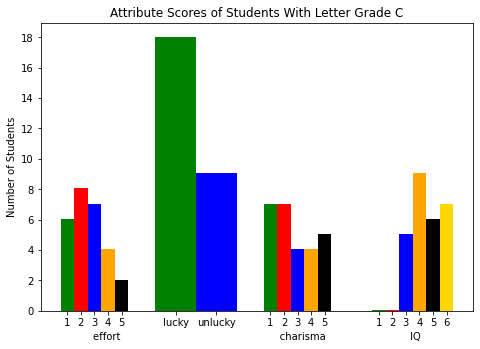 Attribute Scores of Students With Letter Grade C
Number of Students
18
16
14
12
10
8
6
4
2
0
1 2 3 4 5 lucky unlucky 1 2 3 4 5 1 2 3 4 5 6
effort charisma IQ